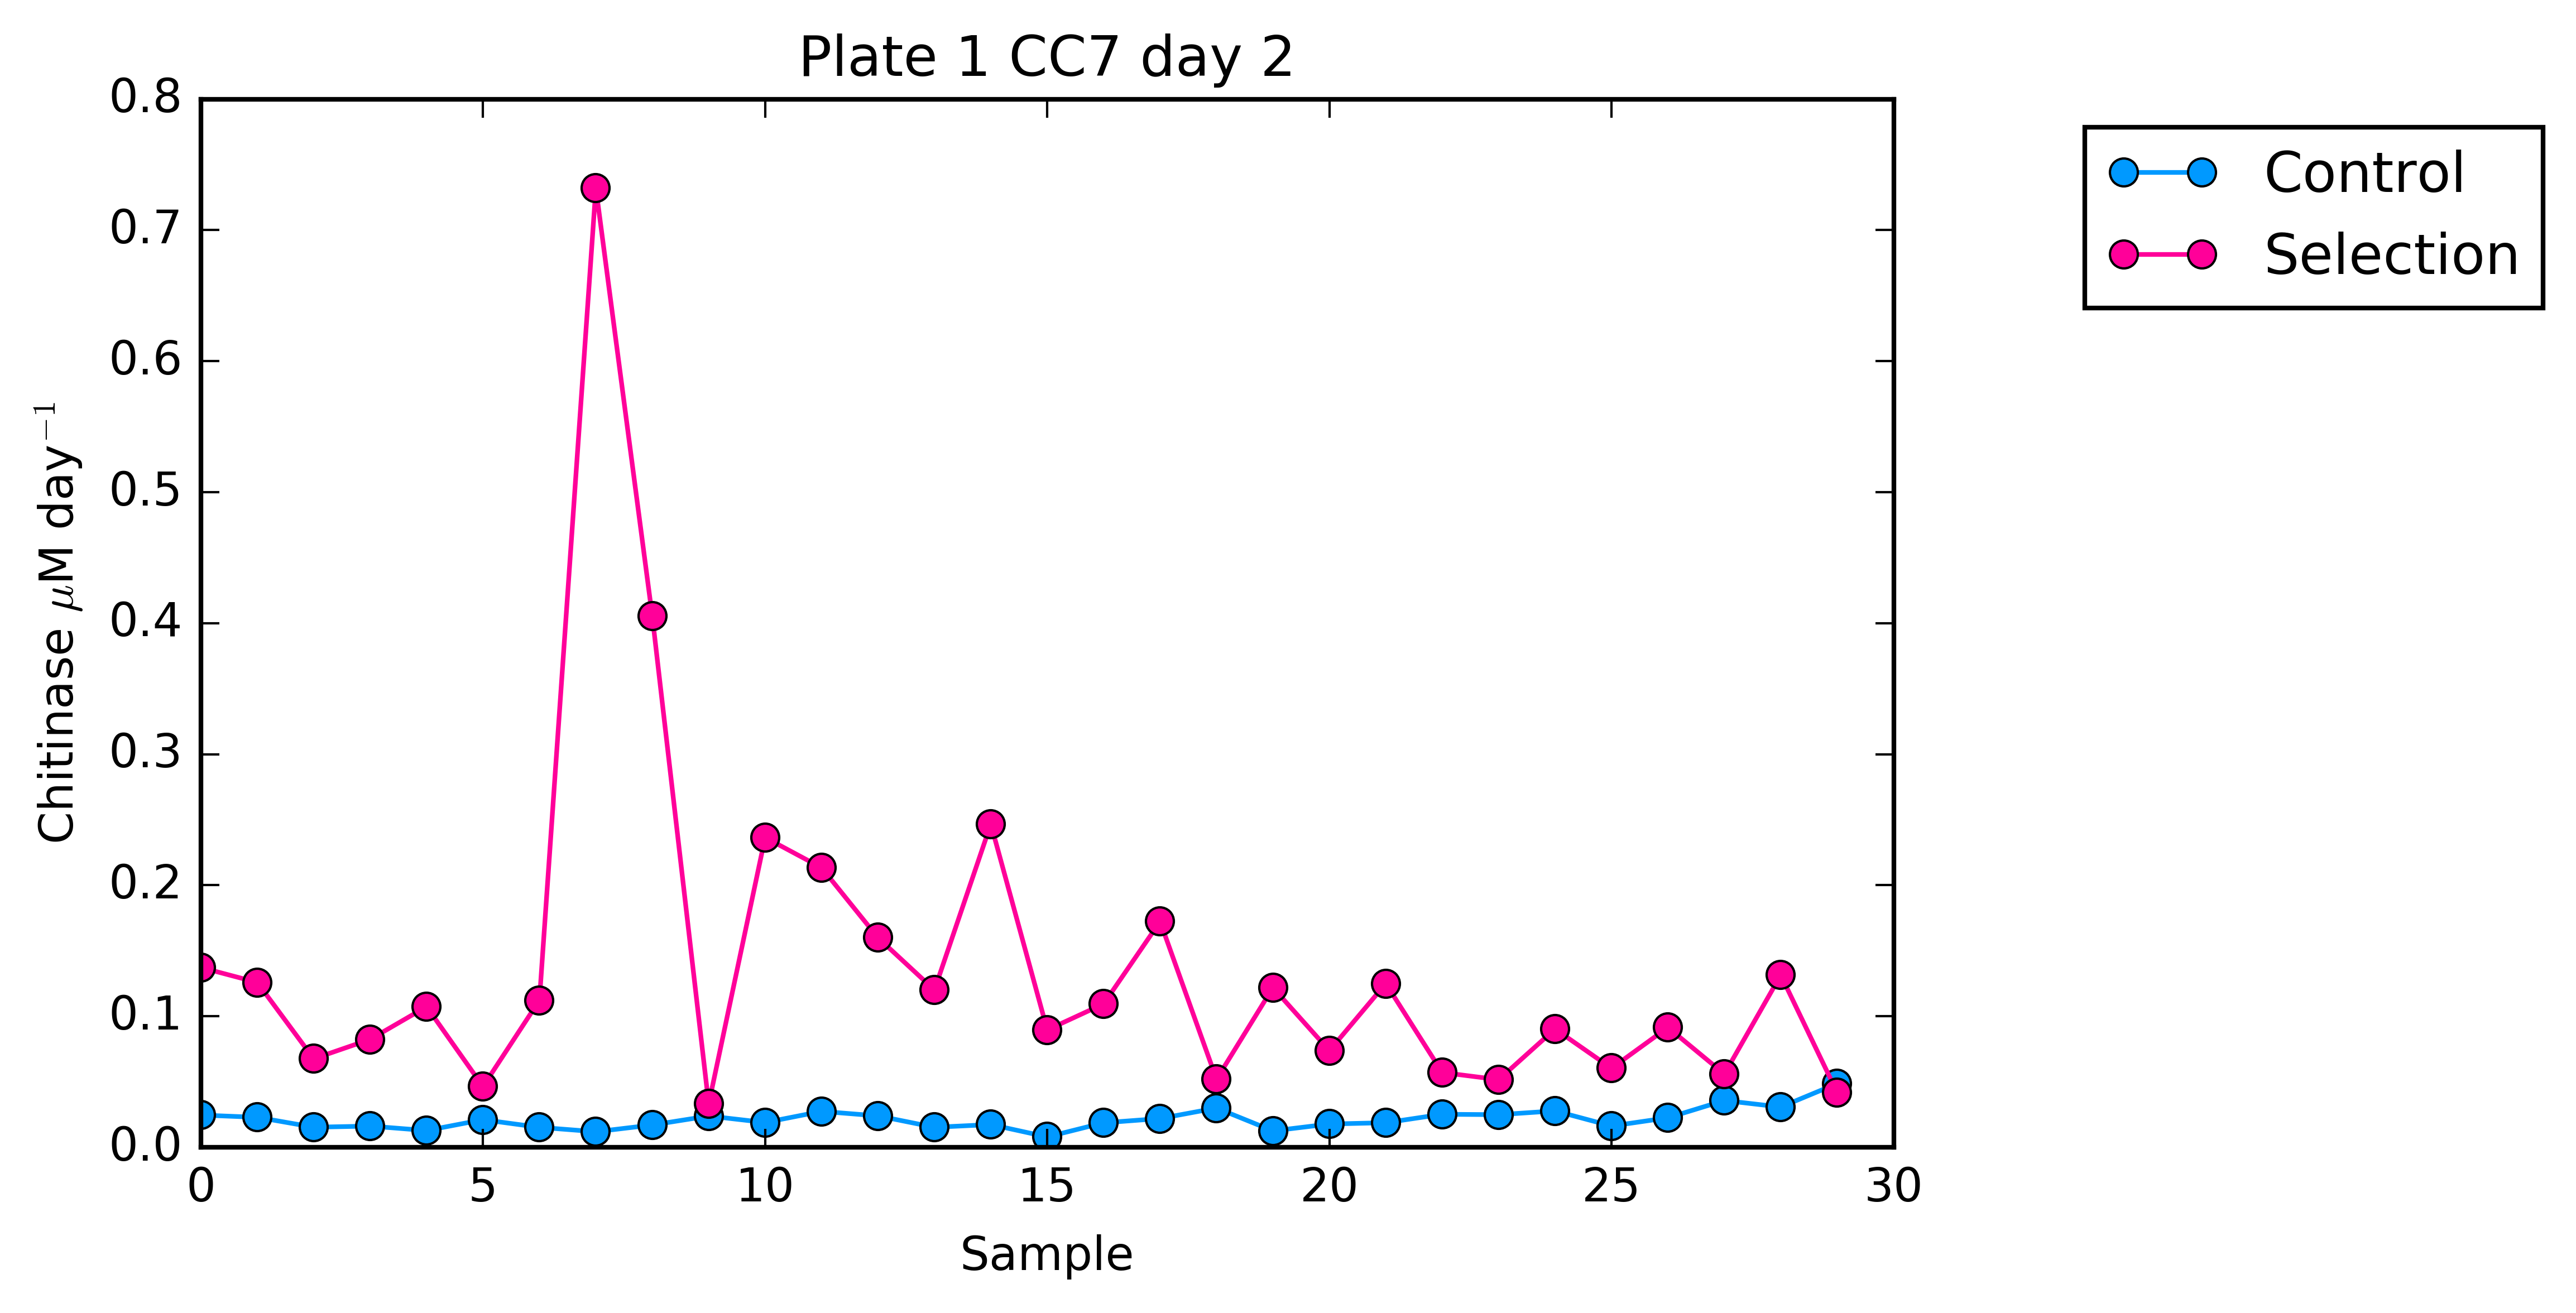 Plate 1 CC7 day 2
0.8
0.7
0.6
0.5
0.4
0.3
0.2
0.1
0.0
Chitinase μM day⁻¹
0 5 10 15 20 25 30
Sample
Control
Selection